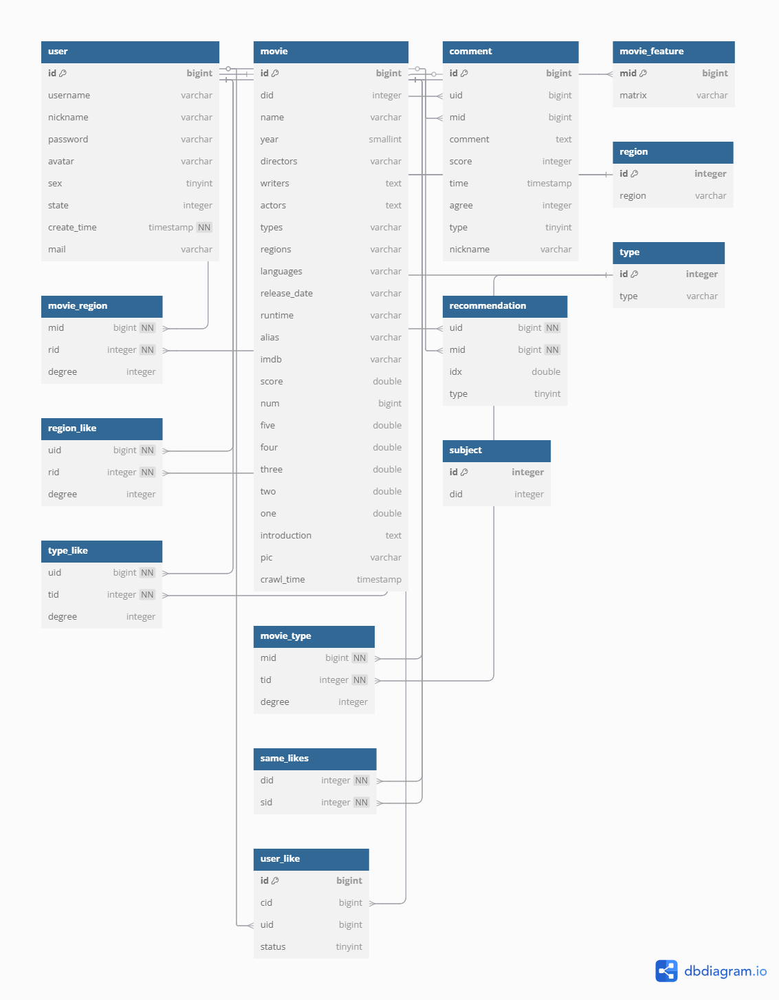 user
id bigint
username varchar
nickname varchar
password varchar
avatar varchar
sex tinyint
state integer
create_time timestamp NN
mail varchar
movie
id bigint
did integer
name varchar
year smallint
directors varchar
writers text
actors text
types varchar
regions varchar
languages varchar
release_date varchar
runtime varchar
alias varchar
imdb varchar
score double
num bigint
five double
four double
three double
two double
one double
introduction text
pic varchar
crawl_time timestamp
comment
id bigint
uid bigint
mid bigint
comment text
score integer
time timestamp
agree integer
type tinyint
nickname varchar
movie_feature
mid bigint
matrix varchar
region
id integer
region varchar
type
id integer
type varchar
movie_region
mid bigint NN
rid integer NN
degree integer
recommendation
uid bigint NN
mid bigint NN
idx double
type tinyint
region_like
uid bigint NN
rid integer NN
degree integer
subject
id integer
did integer
type_like
uid bigint NN
tid integer NN
degree integer
movie_type
mid bigint NN
tid integer NN
degree integer
same_likes
did integer NN
sid integer NN
user_like
id bigint
cid bigint
uid bigint
status tinyint
dbdiagram.io